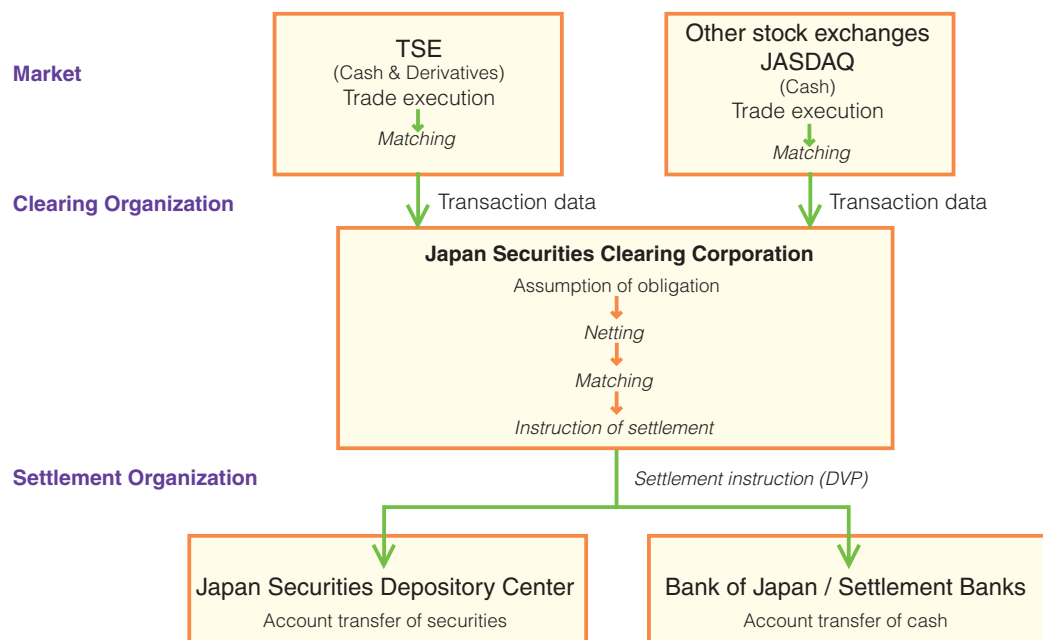 Market
TSE
(Cash & Derivatives)
Trade execution
Matching
Other stock exchanges
JASDAQ
(Cash)
Trade execution
Matching
Clearing Organization
Transaction data
Transaction data
Japan Securities Clearing Corporation
Assumption of obligation
Netting
Matching
Instruction of settlement
Settlement Organization
Settlement instruction (DVP)
Japan Securities Depository Center
Account transfer of securities
Bank of Japan / Settlement Banks
Account transfer of cash